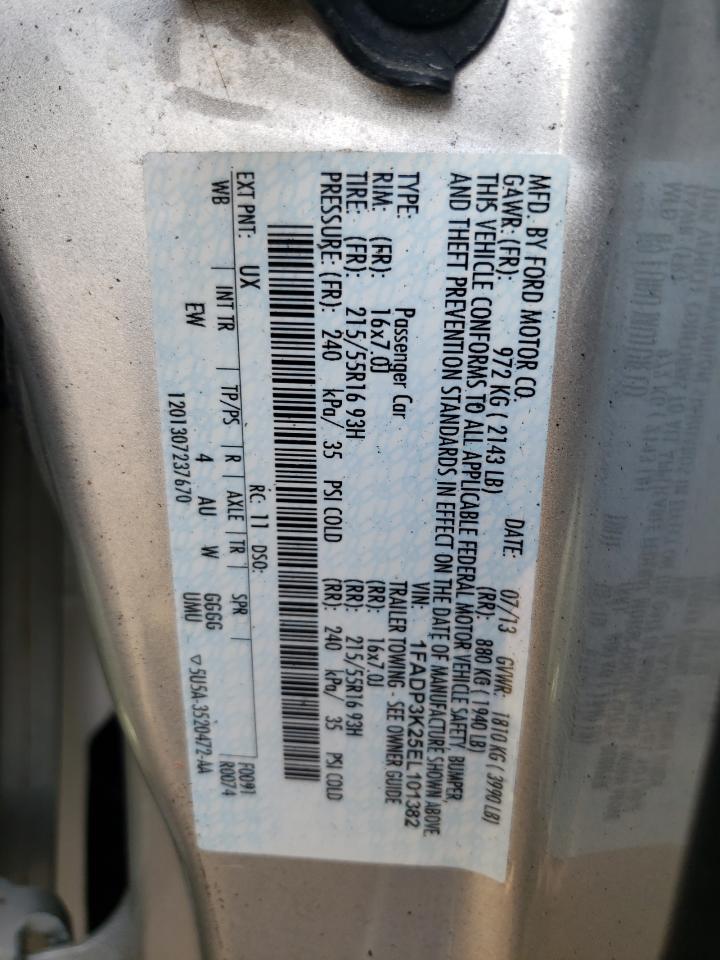 MFD. BY FORD MOTOR CO.
DATE: 07/13 GVWR: 1810 KG ( 3990 LB)
GAWR: (FR): 972 KG ( 2143 LB) (RR): 880 KG ( 1940 LB)
THIS VEHICLE CONFORMS TO ALL APPLICABLE FEDERAL MOTOR VEHICLE SAFETY, BUMPER,
AND THEFT PREVENTION STANDARDS IN EFFECT ON THE DATE OF MANUFACTURE SHOWN ABOVE.
VIN: 1FADP3K25EL101382
TYPE: Passenger Car TRAILER TOWING - SEE OWNER GUIDE
RIM: (FR): 16x7.0J (RR): 16x7.0J
TIRE: (FR): 215/55R16 93H (RR): 215/55R16 93H
PRESSURE: (FR): 240 kPa/ 35 PSI COLD (RR): 240 kPa/ 35 PSI COLD
EXT PNT: UX RC: 11 DSO: F0091
WB | INT TR | TP/PS | R | AXLE | TR | SPR R0074
EW 4 AU W GGGG
UMU ▽5U5A-3520472-AA
1201307237670